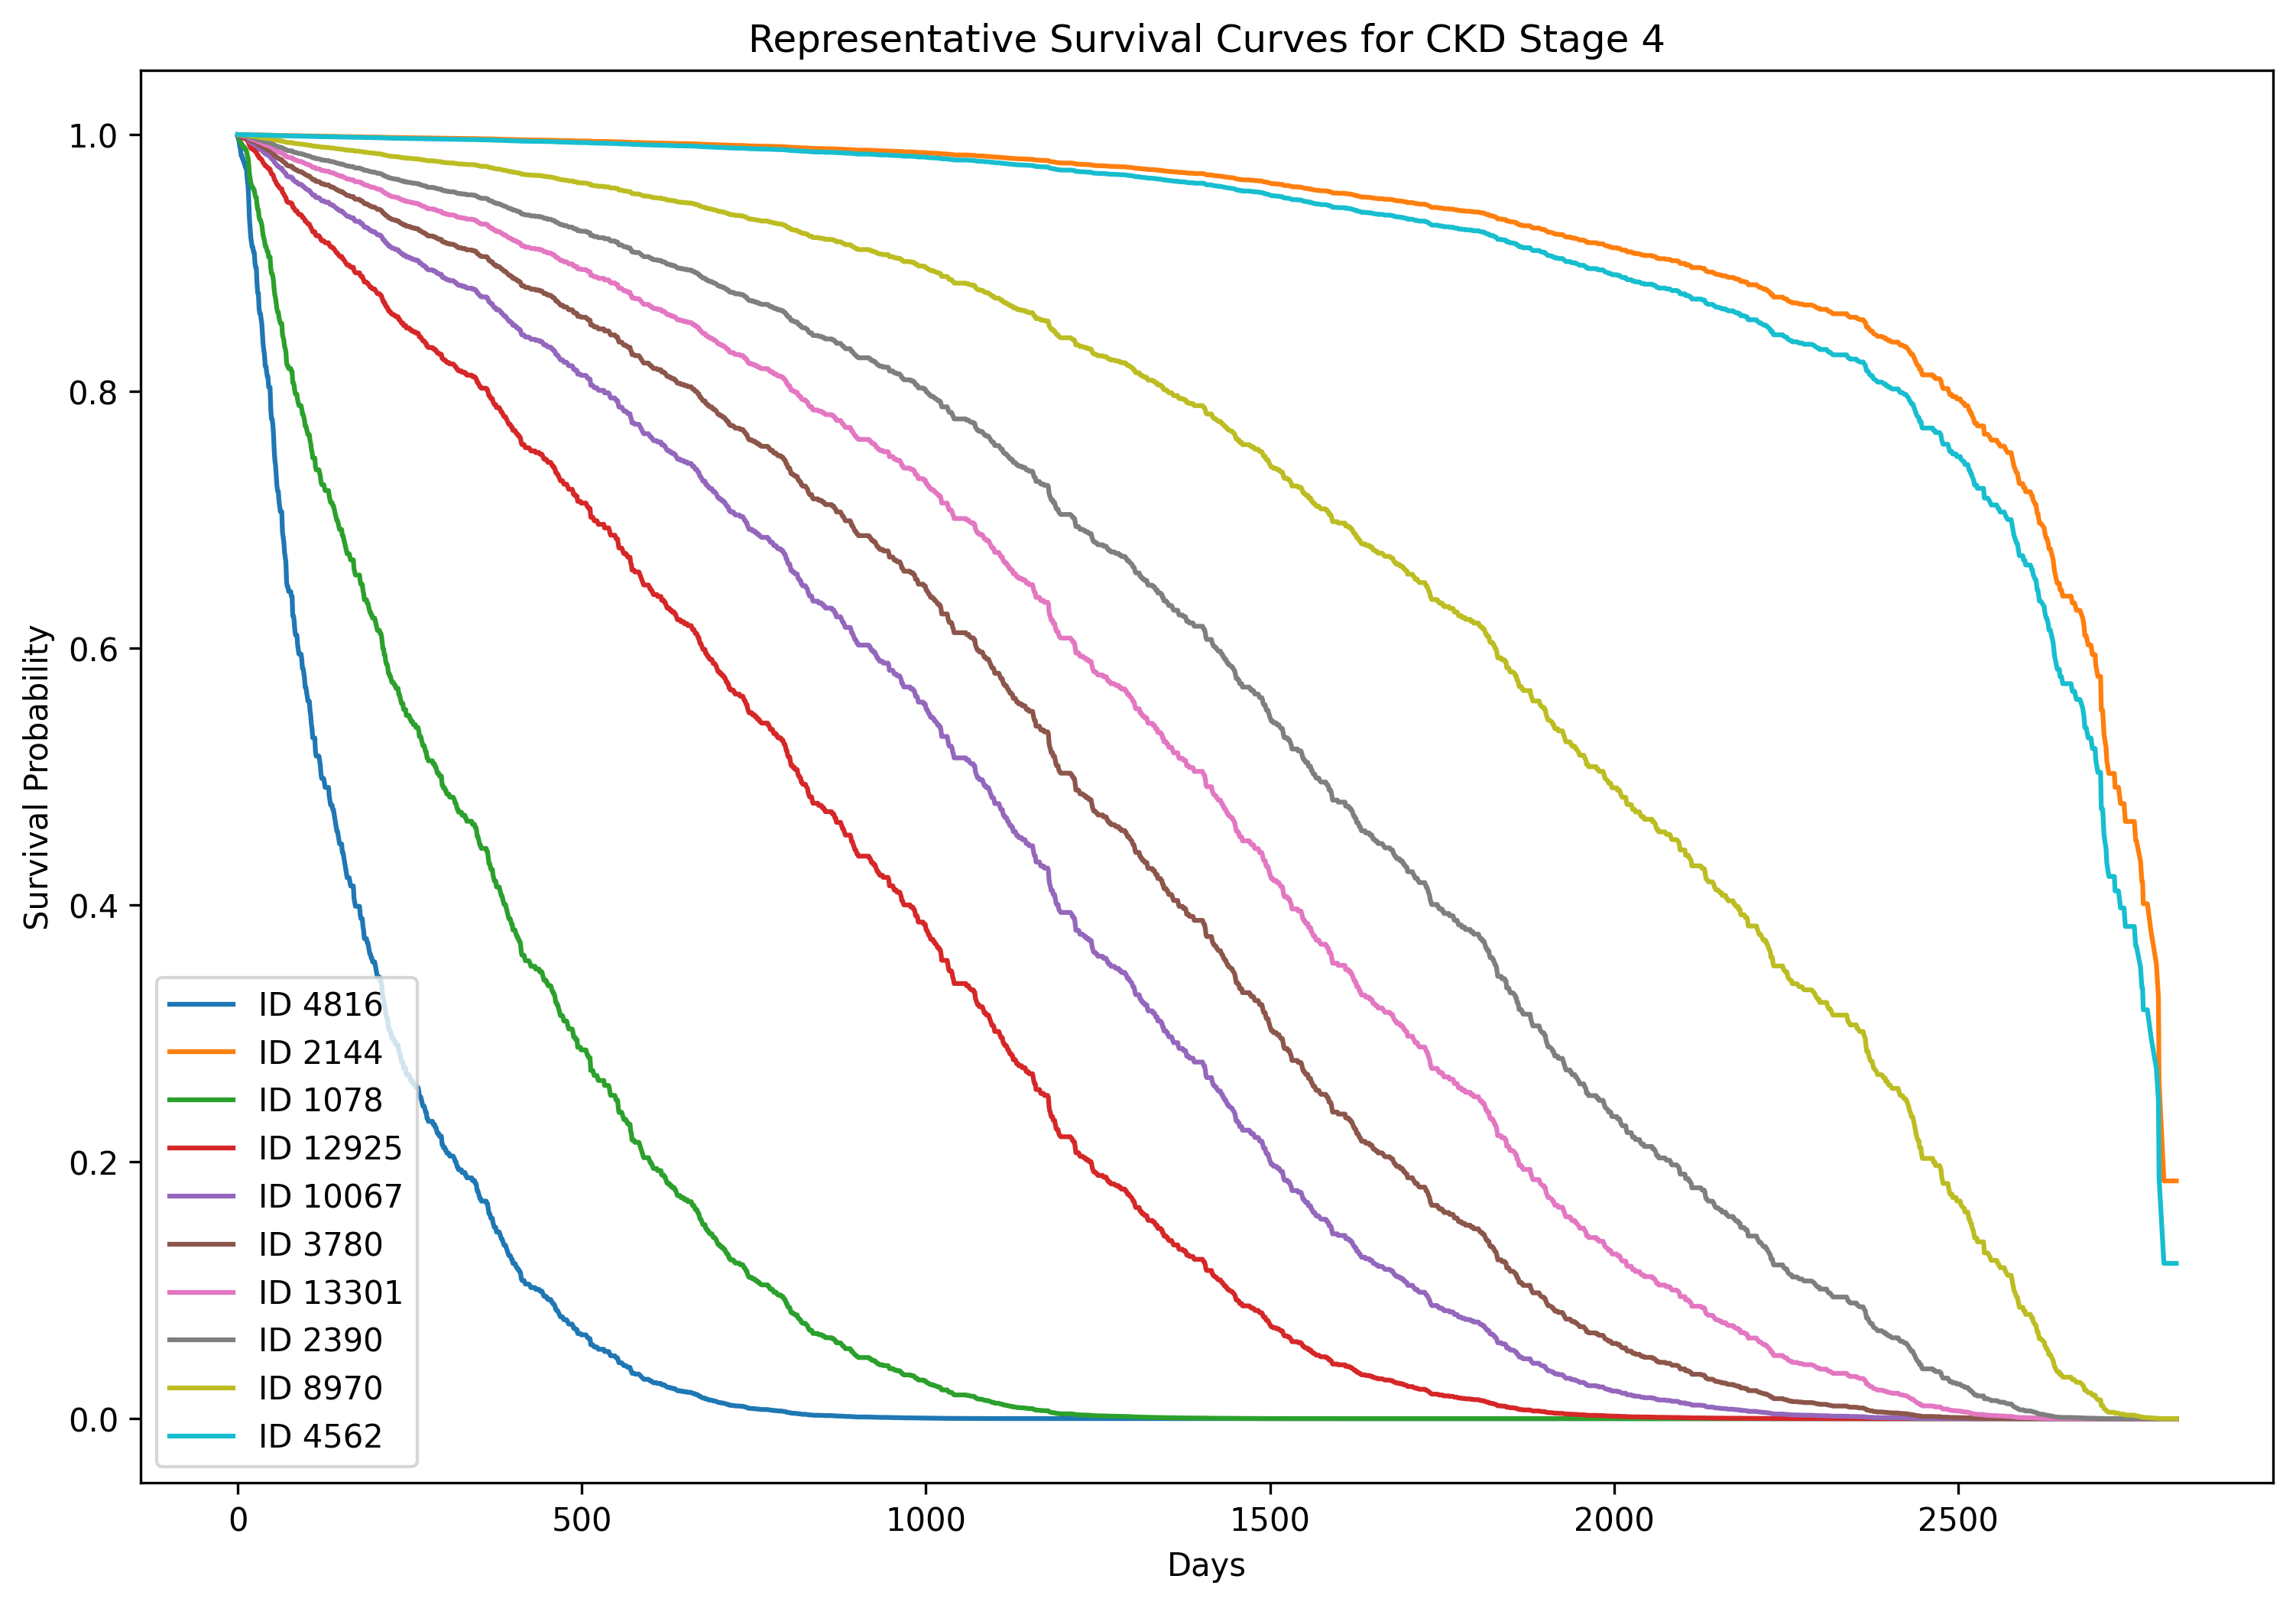 Representative Survival Curves for CKD Stage 4
1.0
0.8
0.6
0.4
0.2
0.0
Survival Probability
ID 4816
ID 2144
ID 1078
ID 12925
ID 10067
ID 3780
ID 13301
ID 2390
ID 8970
ID 4562
0 500 1000 1500 2000 2500
Days